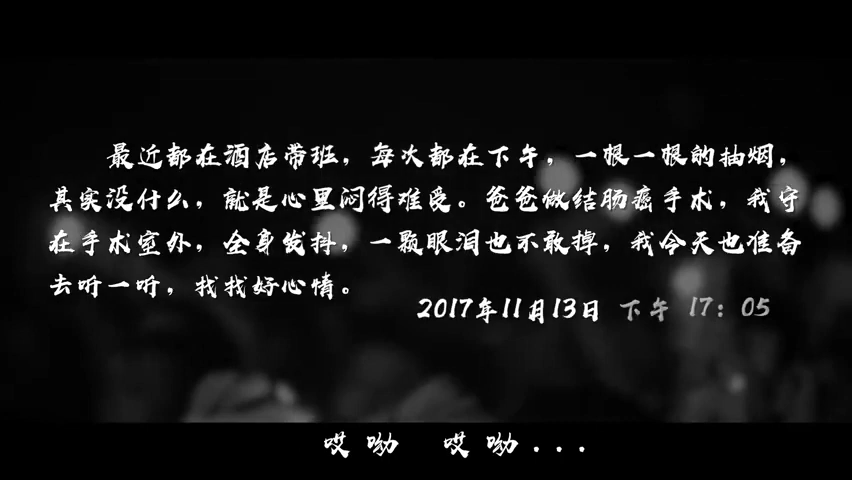 最近都在酒店带班，每次都在下午，一根一根的抽烟，
其实没什么，就是心里闷得难受。爸爸做结肠癌手术，我守
在手术室外，全身发抖，一颗眼泪也不敢掉，我今天也准备
去听一听，找找好心情。
2017年11月13日 下午 17：05
哎呦 哎呦...